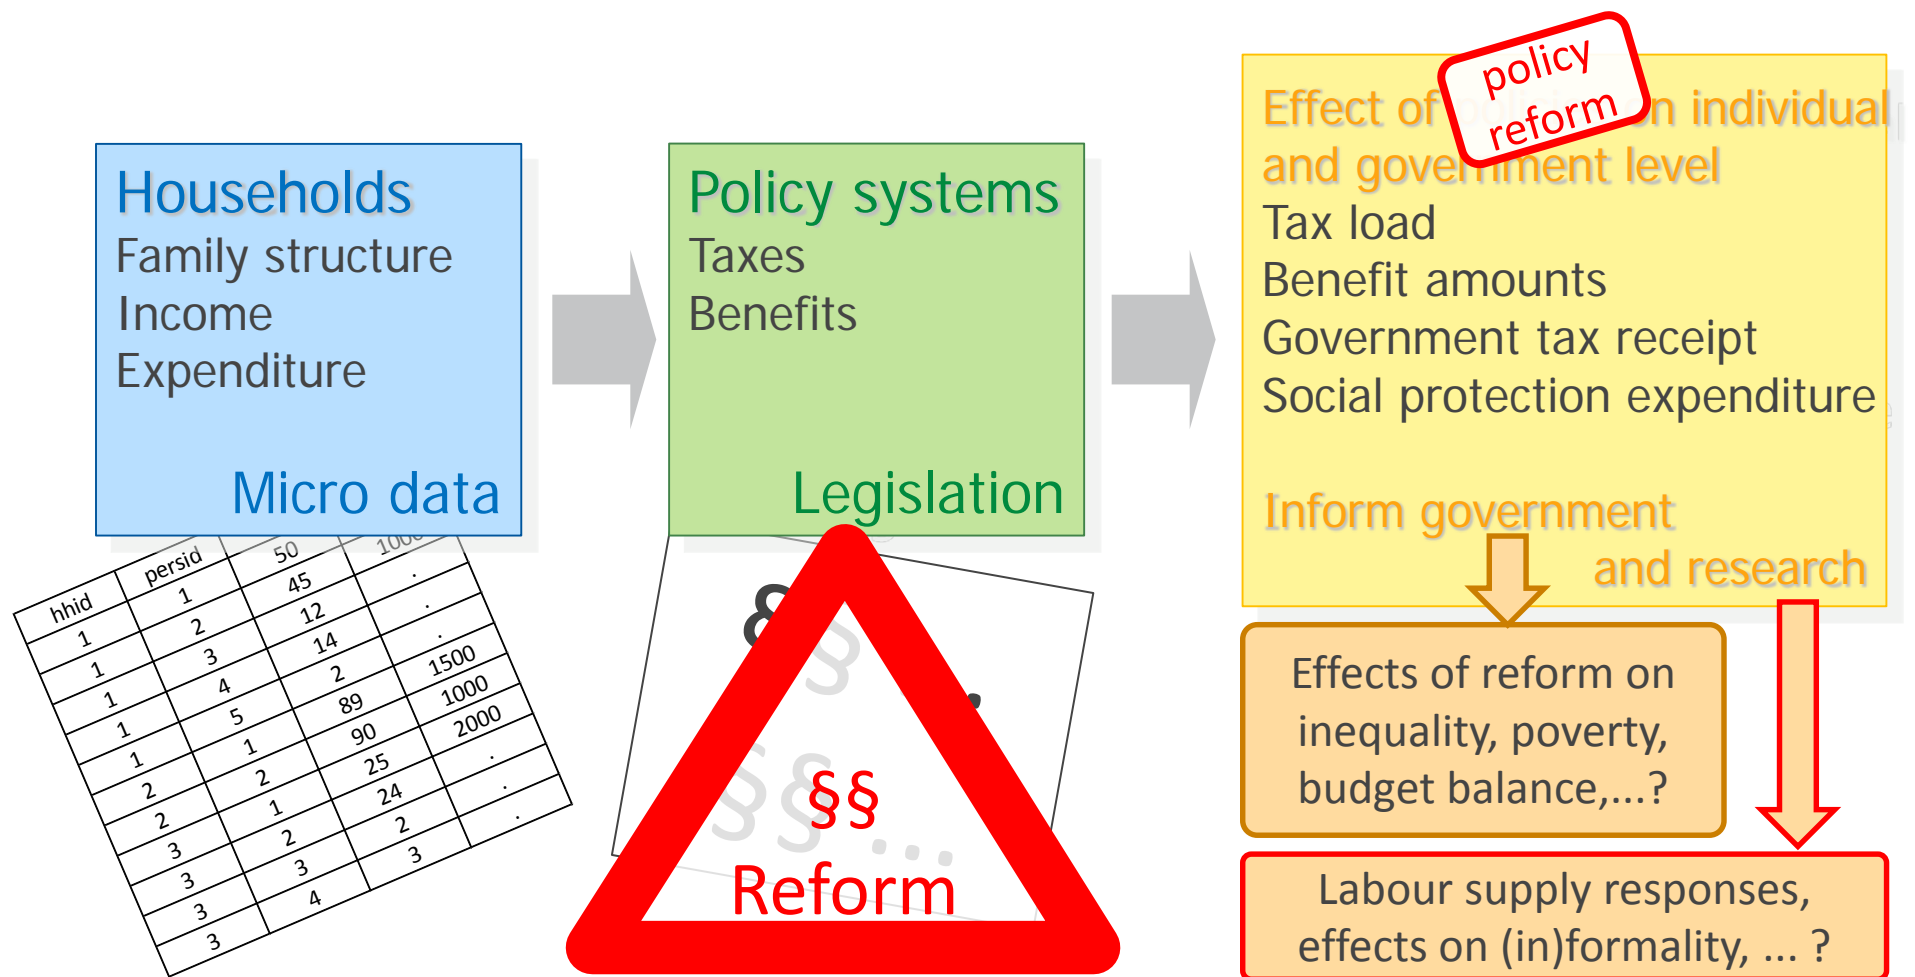 policy
reform
Effect of on individual
and government level
Tax load
Benefit amounts
Government tax receipt
Social protection expenditure
Inform government
and research
Households
Family structure
Income
Expenditure
Micro data
Policy systems
Taxes
Benefits
Legislation
hhid persid
1 1 50
1 2 45 1000
1 3 12 .
1 4 14 .
1 5 2 .
2 1 89 1500
2 2 90 1000
3 1 25 2000
3 2 24 .
3 3 2 .
3 4 3 .
§
§§ ...
§§
Reform
Effects of reform on
inequality, poverty,
budget balance,...?
Labour supply responses,
effects on (in)formality, ... ?